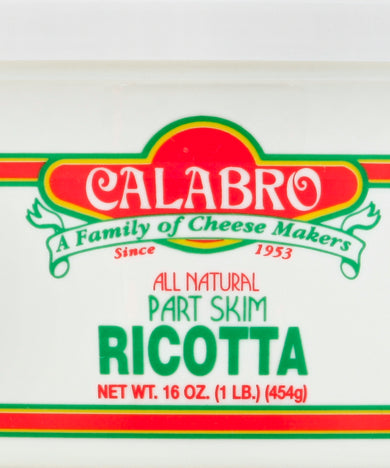 CALABRO
A Family of Cheese Makers
Since 1953
ALL NATURAL
PART SKIM
RICOTTA
NET WT. 16 OZ. (1 LB.) (454g)